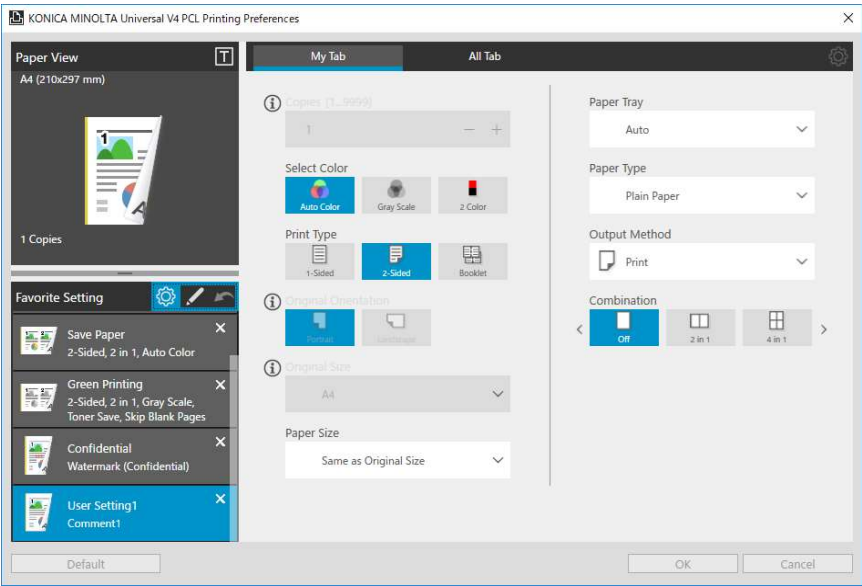 KONICA MINOLTA Universal V4 PCL Printing Preferences
Paper View
T
A4 (210x297 mm)
1
A
1 Copies
Favorite Setting
Save Paper
2-Sided, 2 in 1, Auto Color
Green Printing
2-Sided, 2 in 1, Gray Scale,
Toner Save, Skip Blank Pages
Confidential
Watermark (Confidential)
User Setting1
Comment1
My Tab
All Tab
Copies [1..9999]
1
Select Color
Auto Color
Gray Scale
2 Color
Print Type
1-Sided
2-Sided
Booklet
Original Orientation
Portrait
Landscape
Original Size
A4
Paper Size
Same as Original Size
Paper Tray
Auto
Paper Type
Plain Paper
Output Method
Print
Combination
Off
2 in 1
4 in 1
Default
OK
Cancel